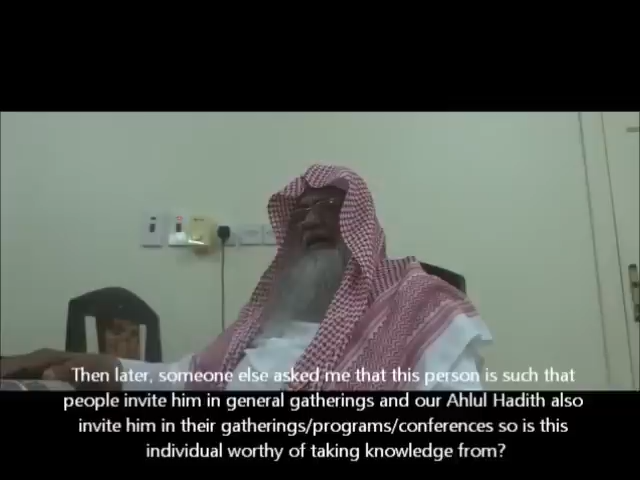 Then later, someone else asked me that this person is such that
people invite him in general gatherings and our Ahlul Hadith also
invite him in their gatherings/programs/conferences so is this
individual worthy of taking knowledge from?